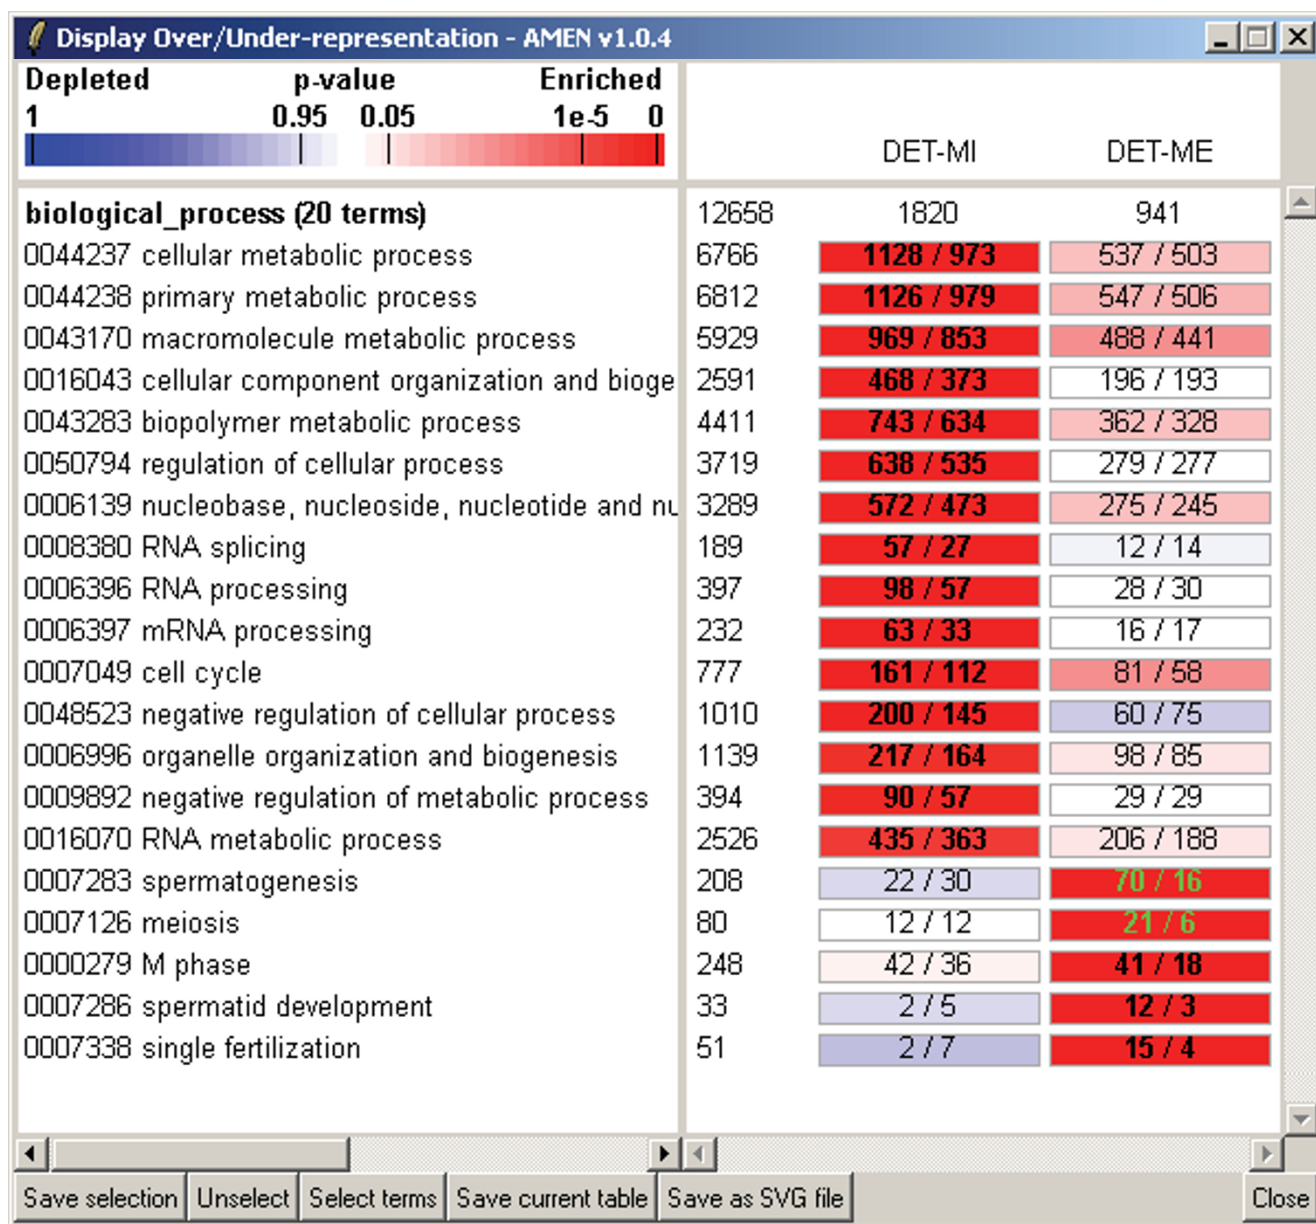 Display Over/Under-representation - AMEN v1.0.4
Depleted p-value Enriched
1 0.95 0.05 1e-5 0
DET-MI DET-ME
biological_process (20 terms) 12658 1820 941
0044237 cellular metabolic process 6766 1128 / 973 537 / 503
0044238 primary metabolic process 6812 1126 / 979 547 / 506
0043170 macromolecule metabolic process 5929 969 / 853 488 / 441
0016043 cellular component organization and bioge 2591 468 / 373 196 / 193
0043283 biopolymer metabolic process 4411 743 / 634 362 / 328
0050794 regulation of cellular process 3719 638 / 535 279 / 277
0006139 nucleobase, nucleoside, nucleotide and nu 3289 572 / 473 275 / 245
0008380 RNA splicing 189 57 / 27 12 / 14
0006396 RNA processing 397 98 / 57 28 / 30
0006397 mRNA processing 232 63 / 33 16 / 17
0007049 cell cycle 777 161 / 112 81 / 58
0048523 negative regulation of cellular process 1010 200 / 145 60 / 75
0006996 organelle organization and biogenesis 1139 217 / 164 98 / 85
0009892 negative regulation of metabolic process 394 90 / 57 29 / 29
0016070 RNA metabolic process 2526 435 / 363 206 / 188
0007283 spermatogenesis 208 22 / 30 70 / 16
0007126 meiosis 80 12 / 12 21 / 6
0000279 M phase 248 42 / 36 41 / 18
0007286 spermatid development 33 2 / 5 12 / 3
0007338 single fertilization 51 2 / 7 15 / 4
Save selection Unselect Select terms Save current table Save as SVG file Close